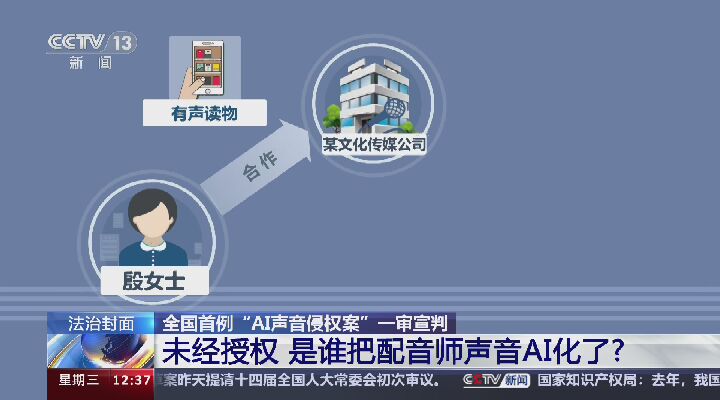 CCTV 13
新闻
有声读物
某文化传媒公司
合作
殷女士
法治封面
全国首例“AI声音侵权案”一审宣判
未经授权 是谁把配音师声音AI化了?
星期三 12:37
案昨天提请十四届全国人大常委会初次审议。 CCTV 新闻 国家知识产权局：去年，我国